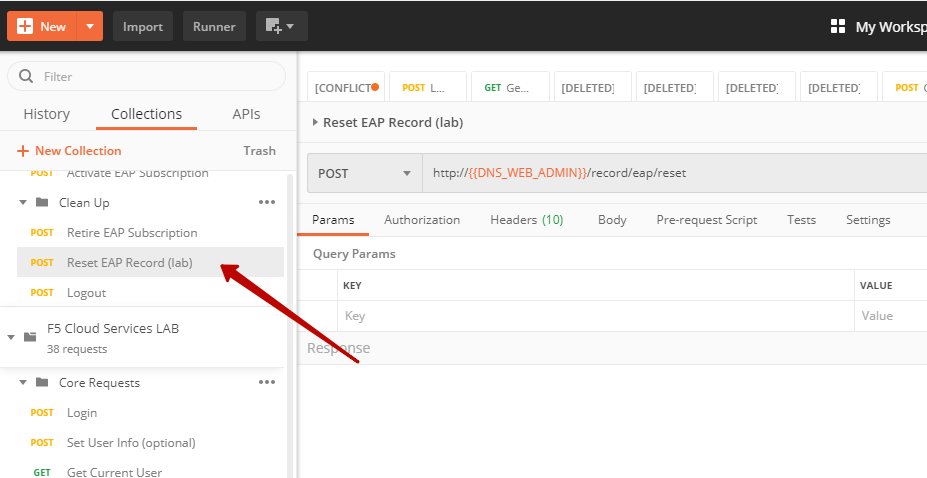 New
Import
Runner
My Worksp
Filter
History
Collections
APIs
New Collection
Trash
POST Activate EAP Subscription
Clean Up
POST Retire EAP Subscription
POST Reset EAP Record (lab)
POST Logout
F5 Cloud Services LAB
38 requests
Core Requests
POST Login
POST Set User Info (optional)
GET Get Current User
[CONFLICT
POST L...
GET Ge...
[DELETED]
[DELETED]
[DELETED]
[DELETED]
POST
Reset EAP Record (lab)
POST
http://{{DNS_WEB_ADMIN}}/record/eap/reset
Params
Authorization
Headers (10)
Body
Pre-request Script
Tests
Settings
Query Params
KEY
VALUE
Key
Value
Response